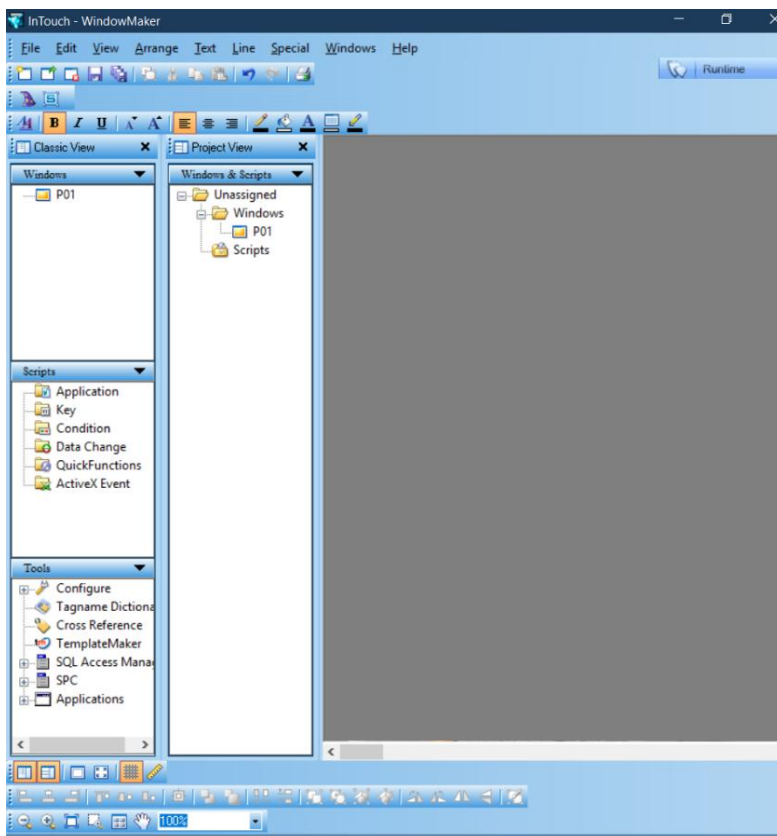 InTouch - WindowMaker
File Edit View Arrange Text Line Special Windows Help
Runtime
B I U A A A
Classic View
Project View
Windows
P01
Windows & Scripts
Unassigned
Windows
P01
Scripts
Scripts
Application
Key
Condition
Data Change
QuickFunctions
ActiveX Event
Tools
Configure
Tagname Dictiona
Cross Reference
TemplateMaker
SQL Access Mana
SPC
Applications
100%